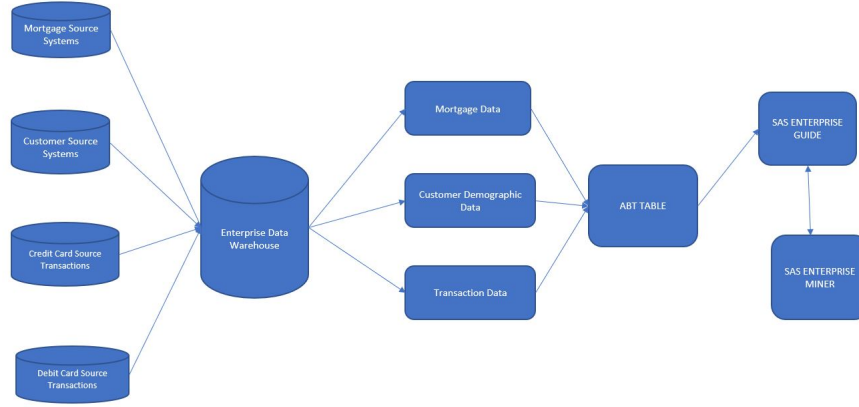 Mortgage Source
Systems
Customer Source
Systems
Credit Card Source
Transactions
Debit Card Source
Transactions
Enterprise Data
Warehouse
Mortgage Data
Customer Demographic
Data
Transaction Data
ABT TABLE
SAS ENTERPRISE
GUIDE
SAS ENTERPRISE
MINER